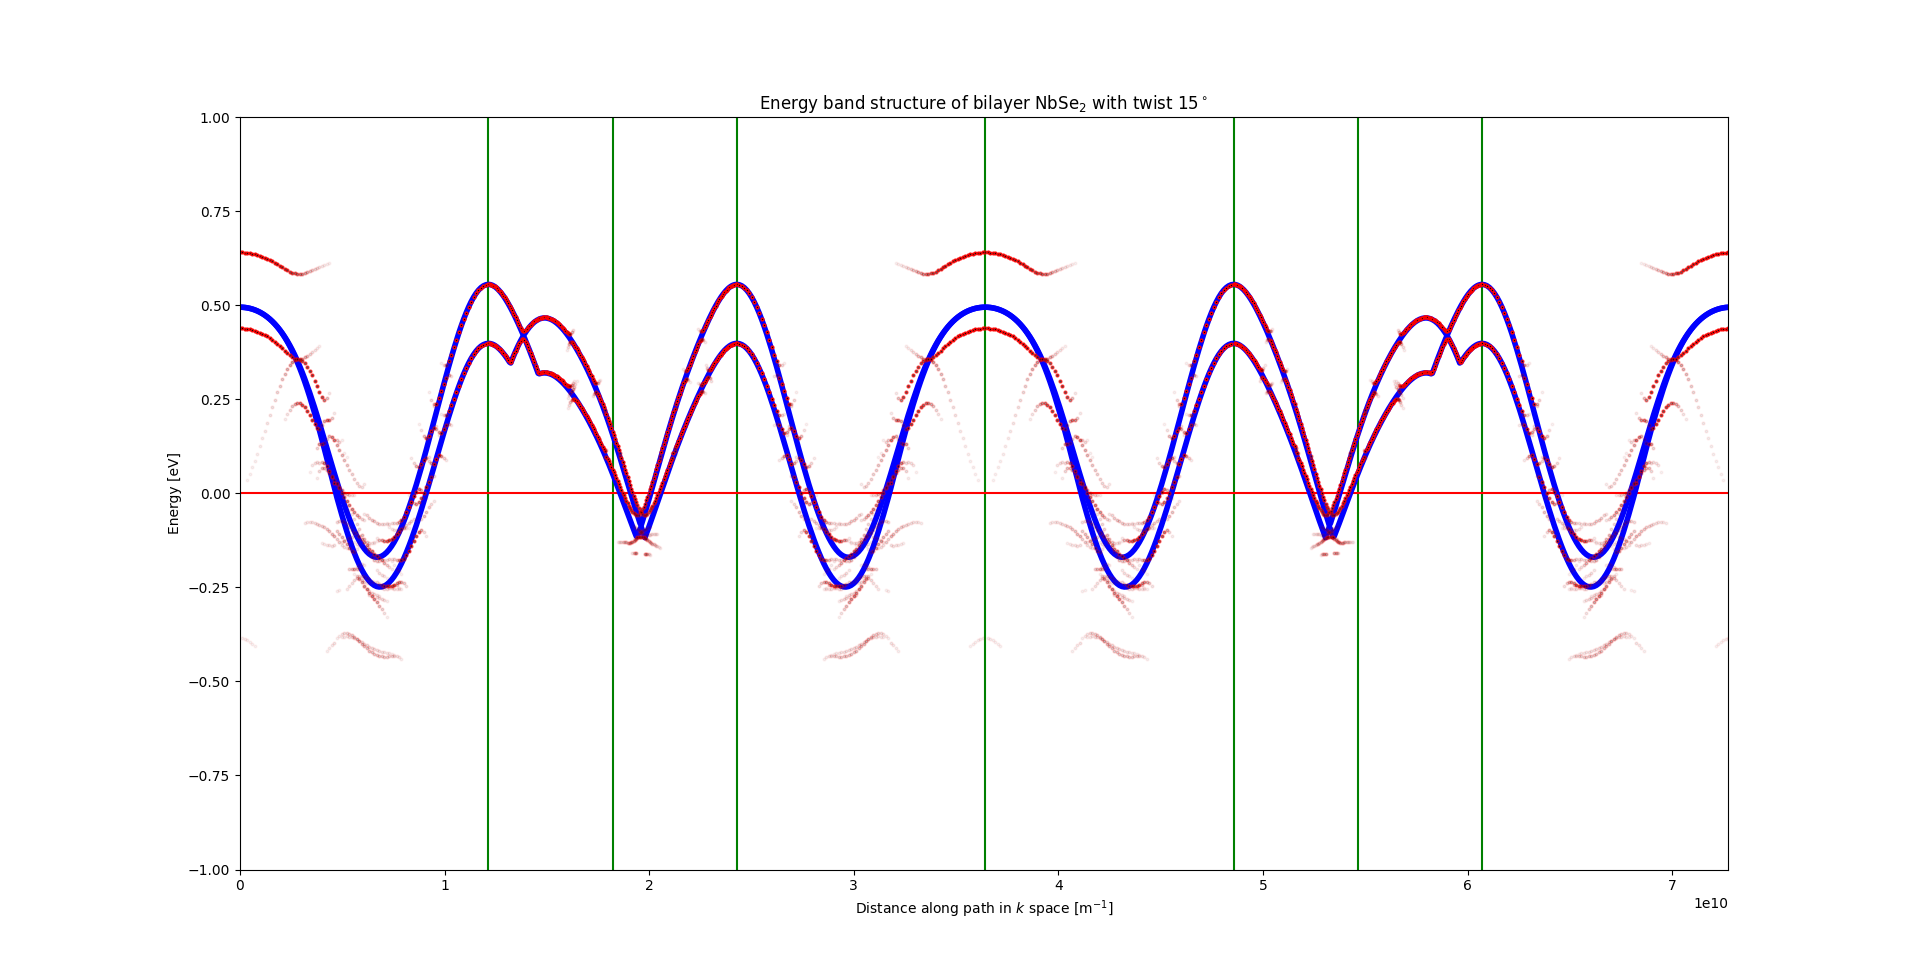 Energy band structure of bilayer NbSe₂ with twist 15°
1.00
0.75
0.50
0.25
0.00
−0.25
−0.50
−0.75
−1.00
Energy [eV]
0 1 2 3 4 5 6 7
1e10
Distance along path in k space [m⁻¹]